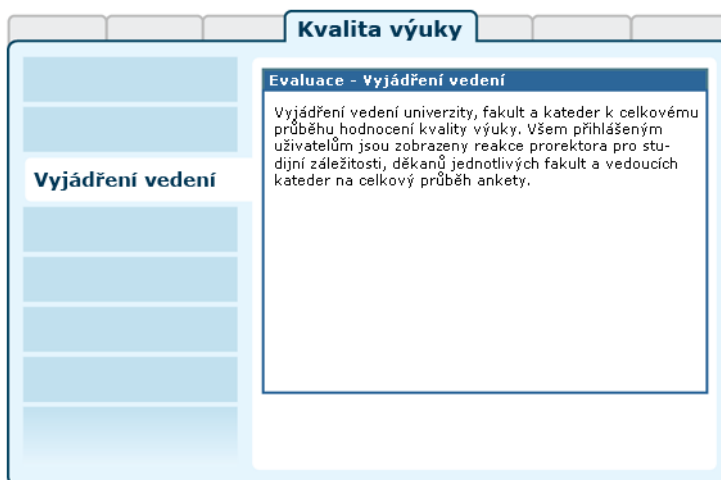 Kvalita výuky
Evaluace - Vyjádření vedení
Vyjádření vedení univerzity, fakult a kateder k celkovému
průběhu hodnocení kvality výuky. Všem přihlášeným
uživatelům jsou zobrazeny reakce prorektora pro stu-
dijní záležitosti, děkanů jednotlivých fakult a vedoucích
kateder na celkový průběh ankety.
Vyjádření vedení